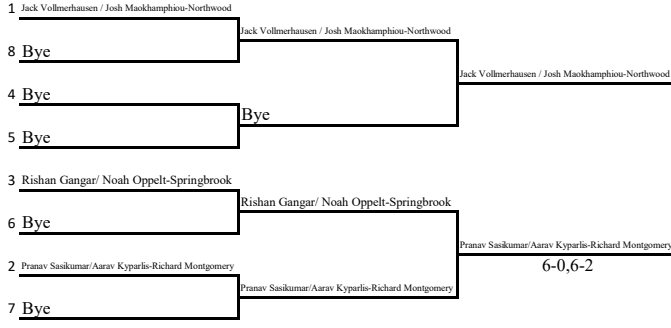 1 Jack Vollmerhausen / Josh Maokhamphiou-Northwood
Jack Vollmerhausen / Josh Maokhamphiou-Northwood
8 Bye
Jack Vollmerhausen / Josh Maokhamphiou-Northwood
4 Bye
Bye
5 Bye
3 Rishan Gangar/ Noah Oppelt-Springbrook
Rishan Gangar/ Noah Oppelt-Springbrook
6 Bye
Pranav Sasikumar/Aarav Kyparlis-Richard Montgomery
6-0,6-2
2 Pranav Sasikumar/Aarav Kyparlis-Richard Montgomery
Pranav Sasikumar/Aarav Kyparlis-Richard Montgomery
7 Bye